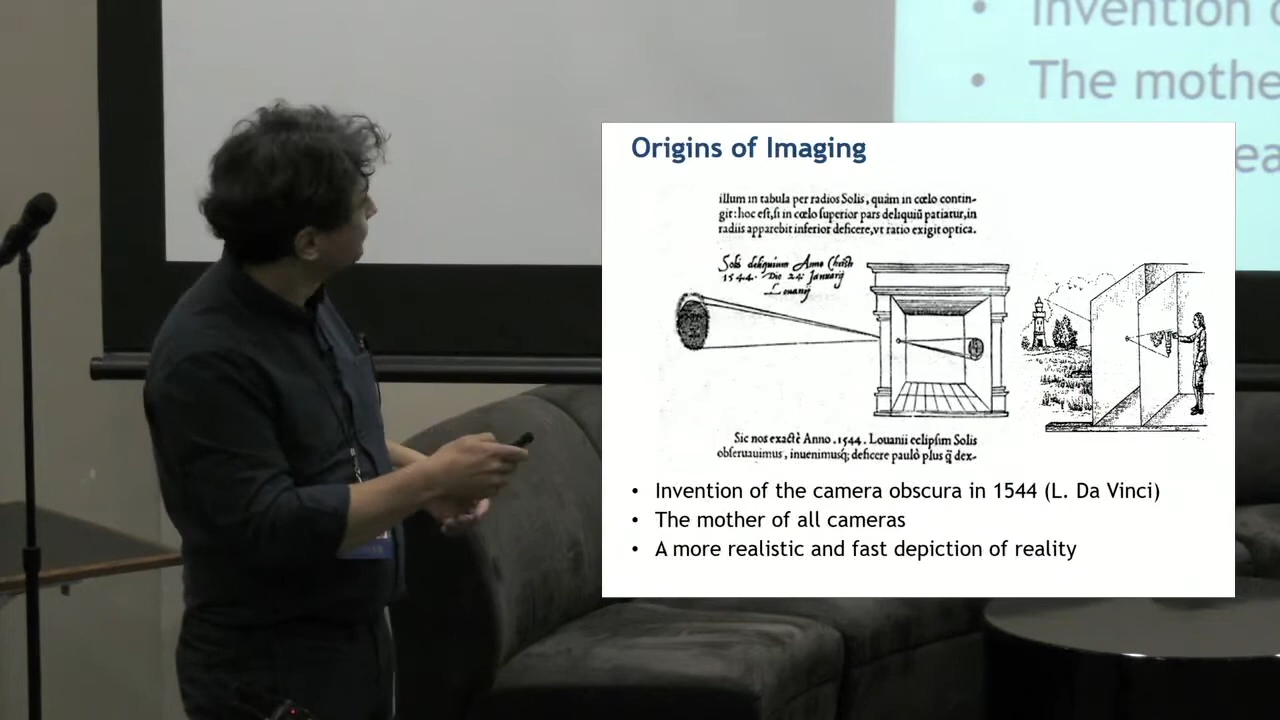 Invention
The mothe
ea
Origins of Imaging
illum in tabula per radios Solis, quàm in cœlo contin-
git: hoc est, si in cœlo superior pars deliquiũ patiatur, in
radiis apparebit inferior deficere, vt ratio exigit optica.
Solis deliquium Anno Christi
1544. Die 24 Januarij
Louanij
Sic nos exactè Anno .1544. Louanii eclipsim Solis
obseruauimus, inuenimusq; deficere paulò plus q̃ dex-
• Invention of the camera obscura in 1544 (L. Da Vinci)
• The mother of all cameras
• A more realistic and fast depiction of reality